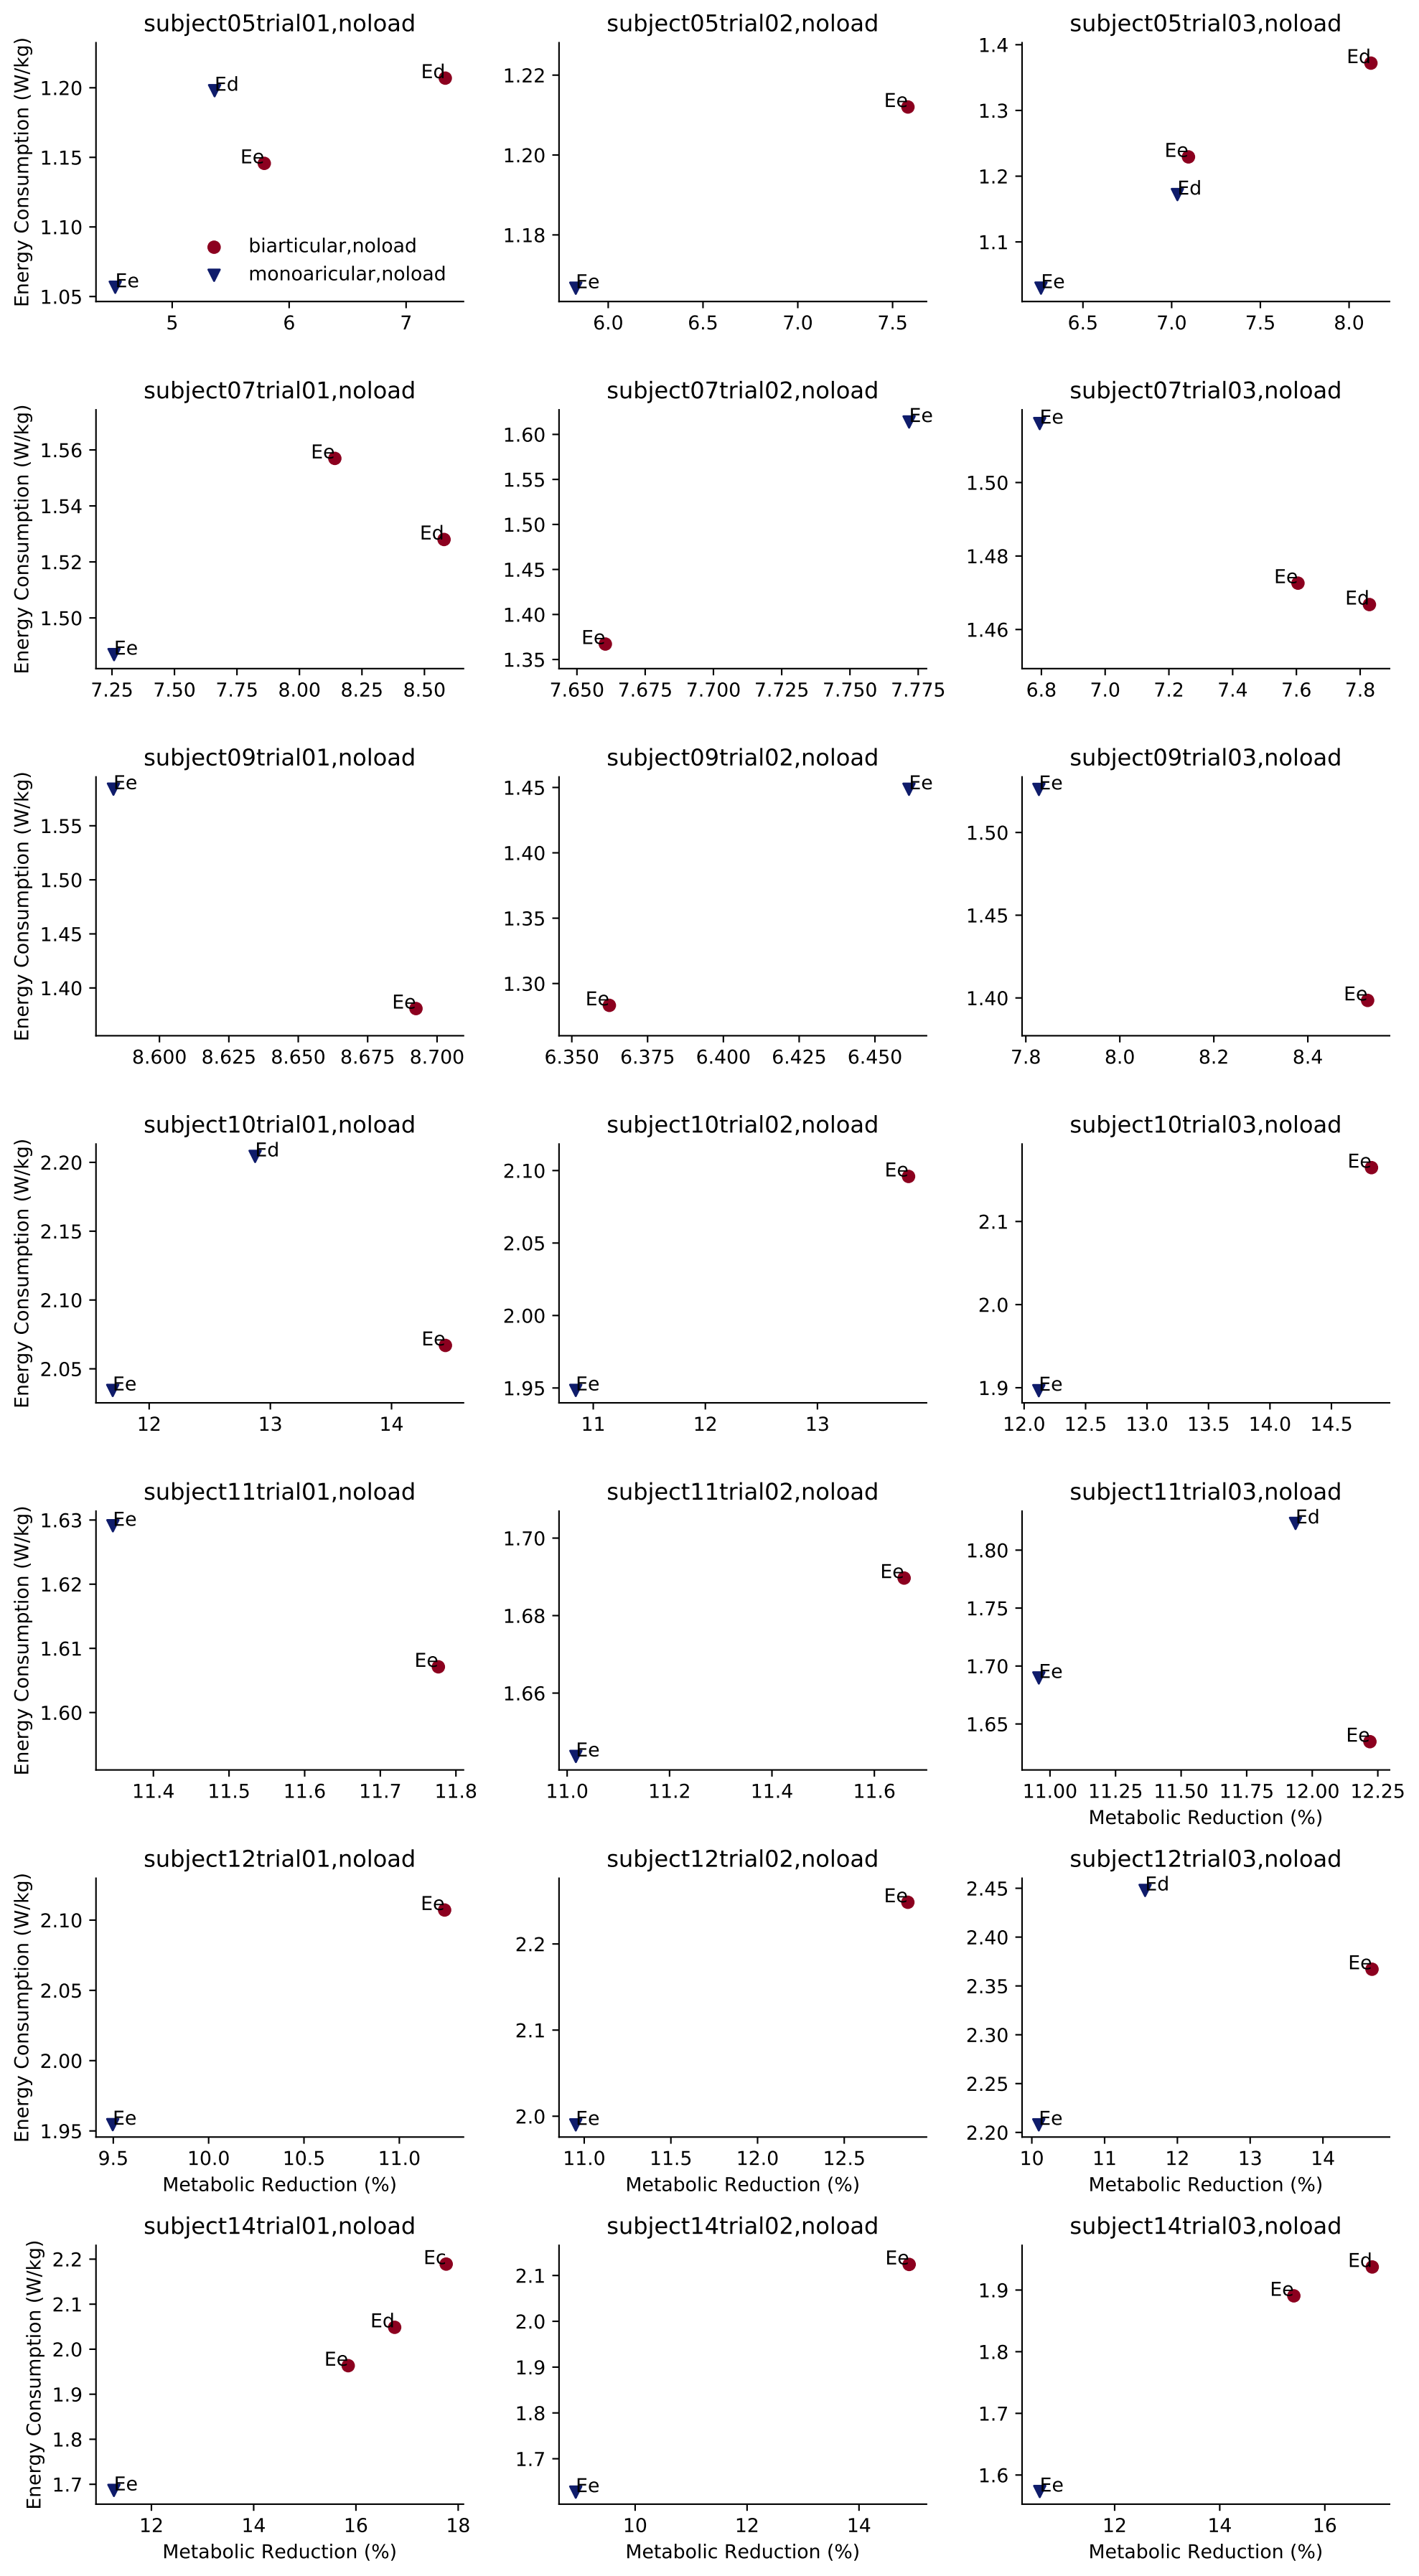 subject05trial01,noload
subject05trial02,noload
subject05trial03,noload
Energy Consumption (W/kg)
1.20
1.15
1.10
1.05
Ed
Ed
Ee
Ee
biarticular,noload
monoaricular,noload
5 6 7
1.22
1.20
1.18
Ee
Ee
6.0 6.5 7.0 7.5
1.4
1.3
1.2
1.1
Ed
Ee
Ed
Ee
6.5 7.0 7.5 8.0
subject07trial01,noload
subject07trial02,noload
subject07trial03,noload
Energy Consumption (W/kg)
1.56
1.54
1.52
1.50
Ee
Ed
Ee
7.25 7.50 7.75 8.00 8.25 8.50
1.60
1.55
1.50
1.45
1.40
1.35
Ee
Ee
7.650 7.675 7.700 7.725 7.750 7.775
1.50
1.48
1.46
Ee
Ee
Ed
6.8 7.0 7.2 7.4 7.6 7.8
subject09trial01,noload
subject09trial02,noload
subject09trial03,noload
Energy Consumption (W/kg)
1.55
1.50
1.45
1.40
Ee
Ee
8.600 8.625 8.650 8.675 8.700
1.45
1.40
1.35
1.30
Ee
Ee
6.350 6.375 6.400 6.425 6.450
1.50
1.45
1.40
Ee
Ee
7.8 8.0 8.2 8.4
subject10trial01,noload
subject10trial02,noload
subject10trial03,noload
Energy Consumption (W/kg)
2.20
2.15
2.10
2.05
Ed
Ee
Ee
12 13 14
2.10
2.05
2.00
1.95
Ee
Ee
11 12 13
2.1
2.0
1.9
Ee
Ee
12.0 12.5 13.0 13.5 14.0 14.5
subject11trial01,noload
subject11trial02,noload
subject11trial03,noload
Energy Consumption (W/kg)
1.63
1.62
1.61
1.60
Ee
Ee
11.4 11.5 11.6 11.7 11.8
1.70
1.68
1.66
Ee
Ee
11.0 11.2 11.4 11.6
1.80
1.75
1.70
1.65
Ed
Ee
Ee
11.00 11.25 11.50 11.75 12.00 12.25
Metabolic Reduction (%)
subject12trial01,noload
subject12trial02,noload
subject12trial03,noload
Energy Consumption (W/kg)
2.10
2.05
2.00
1.95
Ee
Ee
9.5 10.0 10.5 11.0
Metabolic Reduction (%)
2.2
2.1
2.0
Ee
Ee
11.0 11.5 12.0 12.5
Metabolic Reduction (%)
2.45
2.40
2.35
2.30
2.25
2.20
Ed
Ee
Ee
10 11 12 13 14
Metabolic Reduction (%)
subject14trial01,noload
subject14trial02,noload
subject14trial03,noload
Energy Consumption (W/kg)
2.2
2.1
2.0
1.9
1.8
1.7
Ec
Ed
Ee
Ee
12 14 16 18
Metabolic Reduction (%)
2.1
2.0
1.9
1.8
1.7
Ee
Ee
10 12 14
Metabolic Reduction (%)
1.9
1.8
1.7
1.6
Ed
Ee
Ee
12 14 16
Metabolic Reduction (%)